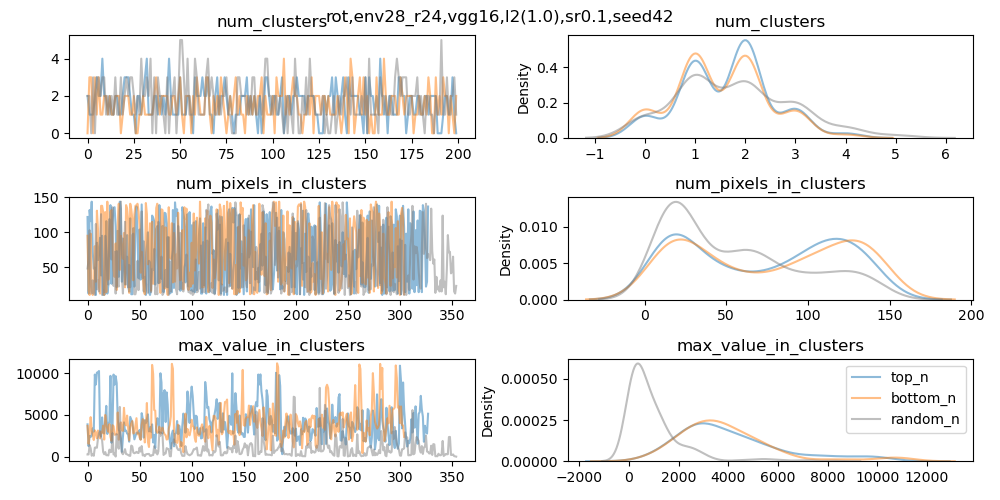 rot,env28_r24,vgg16,l2(1.0),sr0.1,seed42
num_clusters
4
2
0
0 25 50 75 100 125 150 175 200
num_clusters
Density
0.4
0.2
0.0
−1 0 1 2 3 4 5 6
num_pixels_in_clusters
150
100
50
0 50 100 150 200 250 300 350
num_pixels_in_clusters
Density
0.010
0.005
0.000
0 50 100 150 200
max_value_in_clusters
10000
5000
0
0 50 100 150 200 250 300 350
max_value_in_clusters
Density
0.00050
0.00025
0.00000
−2000 0 2000 4000 6000 8000 10000 12000
top_n
bottom_n
random_n